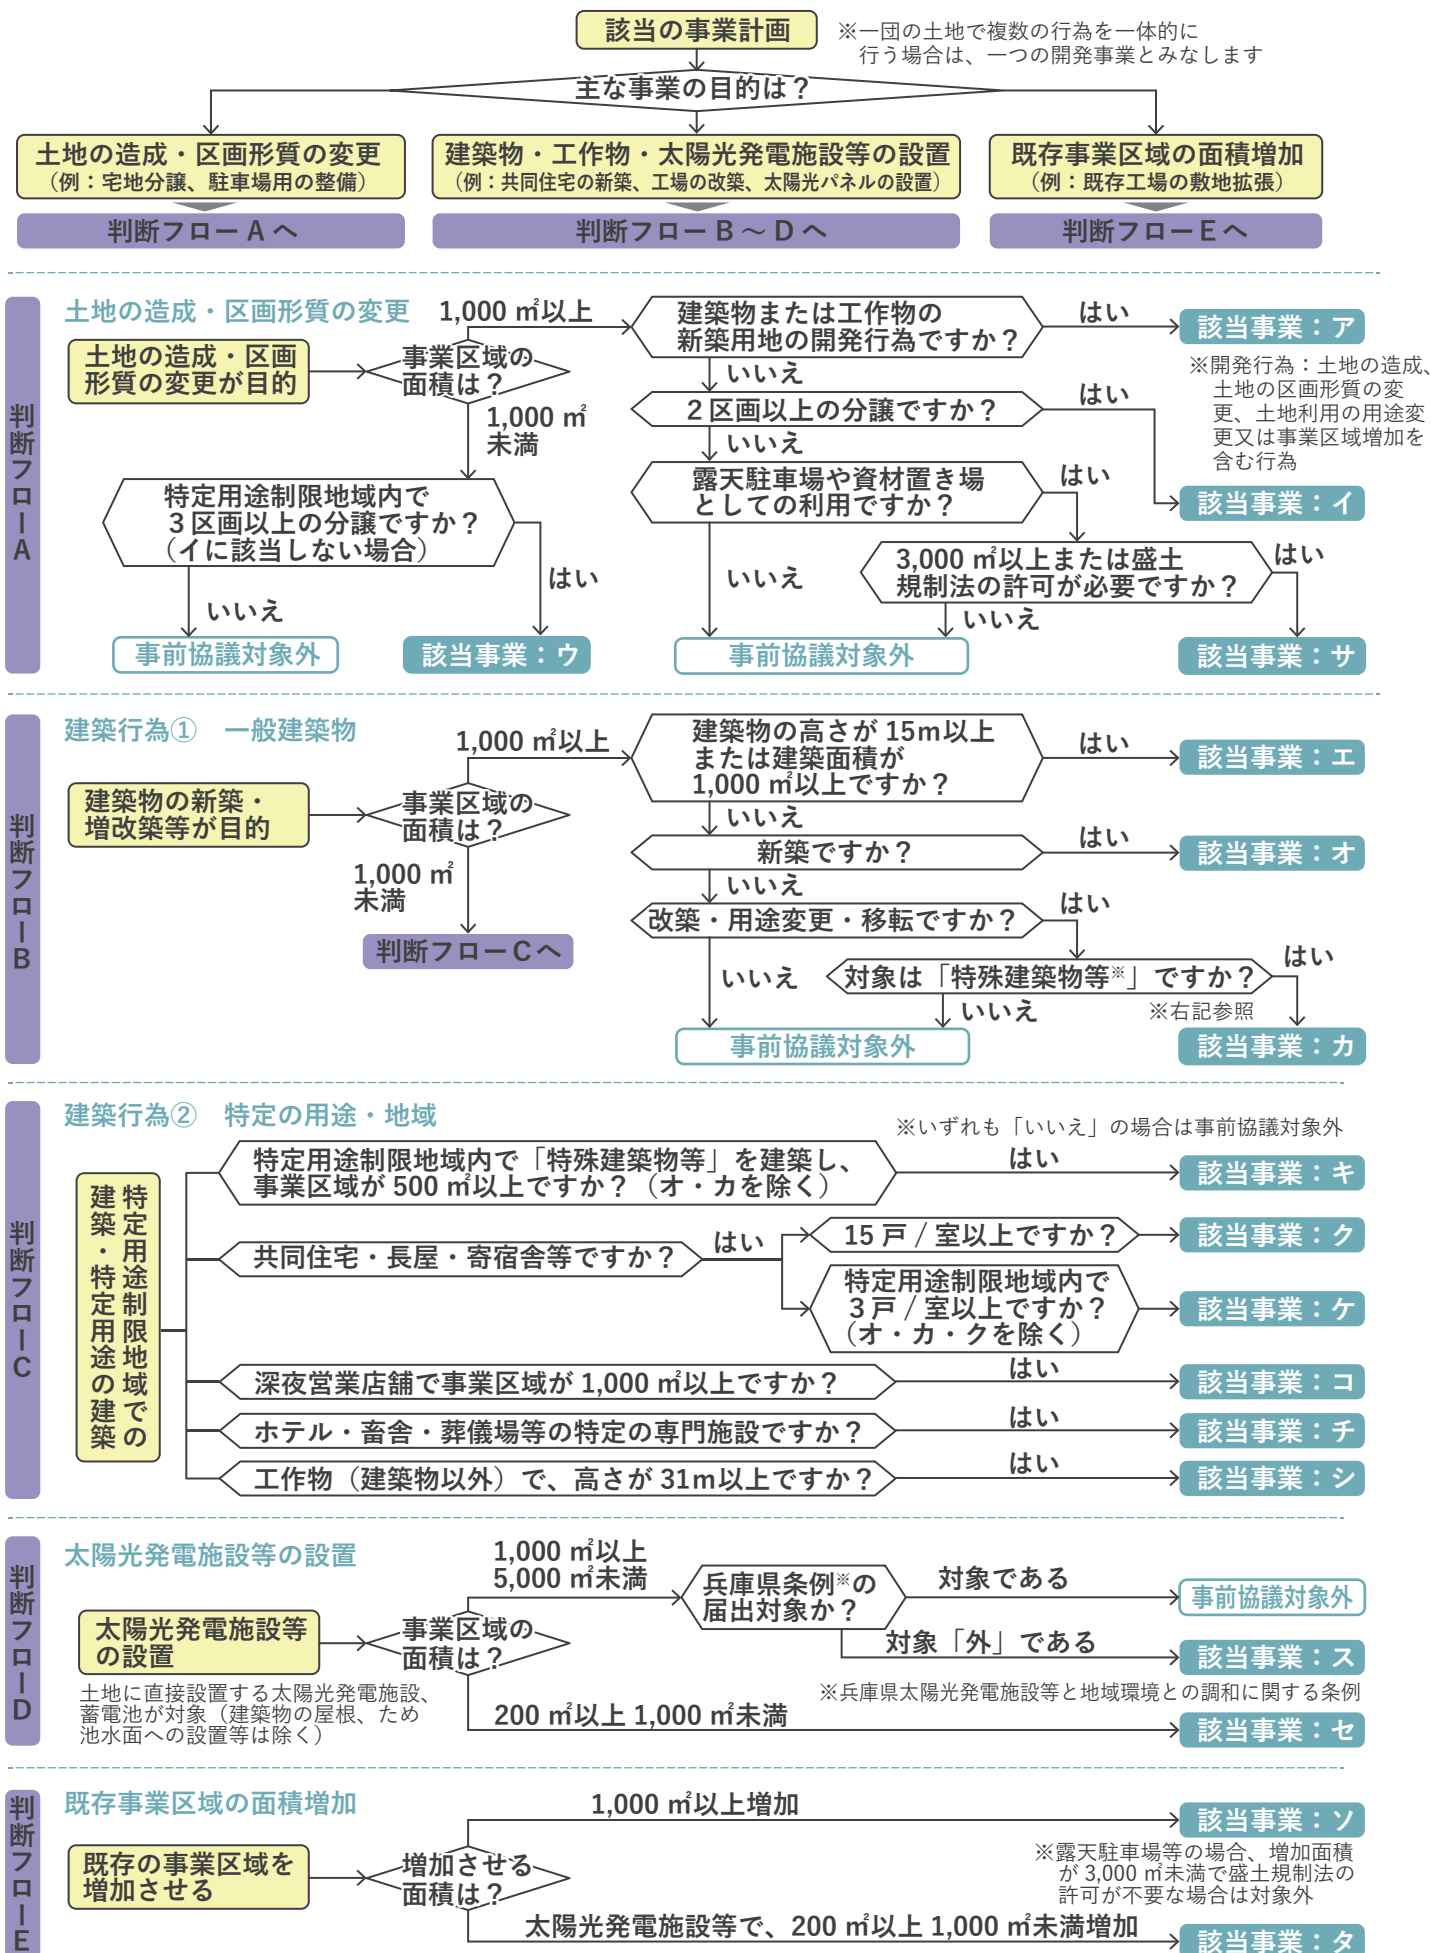 該当の事業計画
※一団の土地で複数の行為を一体的に
行う場合は、一つの開発事業とみなします
主な事業の目的は？
土地の造成・区画形質の変更
（例：宅地分譲、駐車場用の整備）
建築物・工作物・太陽光発電施設等の設置
（例：共同住宅の新築、工場の改築、太陽光パネルの設置）
既存事業区域の面積増加
（例：既存工場の敷地拡張）
判断フローAへ
判断フローB～Dへ
判断フローEへ
判断フローA
土地の造成・区画形質の変更
土地の造成・区画
形質の変更が目的
事業区域の
面積は？
1,000 ㎡以上
1,000 ㎡
未満
建築物または工作物の
新築用地の開発行為ですか？
はい
該当事業：ア
※開発行為：土地の造成、
土地の区画形質の変
更、土地利用の用途変
更又は事業区域増加を
含む行為
いいえ
２区画以上の分譲ですか？
はい
該当事業：イ
いいえ
露天駐車場や資材置き場
としての利用ですか？
はい
いいえ
3,000 ㎡以上または盛土
規制法の許可が必要ですか？
はい
いいえ
特定用途制限地域内で
３区画以上の分譲ですか？
（イに該当しない場合）
いいえ
はい
事前協議対象外
該当事業：ウ
事前協議対象外
該当事業：サ
判断フローB
建築行為①　一般建築物
建築物の新築・
増改築等が目的
事業区域の
面積は？
1,000 ㎡以上
1,000 ㎡
未満
判断フローCへ
建築物の高さが 15m以上
または建築面積が
1,000 ㎡以上ですか？
はい
該当事業：エ
いいえ
新築ですか？
はい
該当事業：オ
いいえ
改築・用途変更・移転ですか？
はい
いいえ
対象は「特殊建築物等※」ですか？
はい
いいえ
※右記参照
事前協議対象外
該当事業：カ
判断フローC
建築行為②　特定の用途・地域
※いずれも「いいえ」の場合は事前協議対象外
特定用途制限地域での
建築・特定用途の建築
特定用途制限地域内で「特殊建築物等」を建築し、
事業区域が 500 ㎡以上ですか？（オ・カを除く）
はい
該当事業：キ
共同住宅・長屋・寄宿舎等ですか？
はい
15 戸 / 室以上ですか？
該当事業：ク
特定用途制限地域内で
３戸 / 室以上ですか？
（オ・カ・クを除く）
該当事業：ケ
深夜営業店舗で事業区域が 1,000 ㎡以上ですか？
はい
該当事業：コ
ホテル・畜舎・葬儀場等の特定の専門施設ですか？
はい
該当事業：チ
工作物（建築物以外）で、高さが 31m以上ですか？
はい
該当事業：シ
判断フローD
太陽光発電施設等の設置
太陽光発電施設等
の設置
土地に直接設置する太陽光発電施設、
蓄電池が対象（建築物の屋根、ため
池水面への設置等は除く）
事業区域の
面積は？
1,000 ㎡以上
5,000 ㎡未満
兵庫県条例※の
届出対象か？
対象である
事前協議対象外
対象「外」である
該当事業：ス
※兵庫県太陽光発電施設等と地域環境との調和に関する条例
200 ㎡以上 1,000 ㎡未満
該当事業：セ
判断フローE
既存事業区域の面積増加
既存の事業区域を
増加させる
増加させる
面積は？
1,000 ㎡以上増加
該当事業：ソ
※露天駐車場等の場合、増加面積
が 3,000 ㎡未満で盛土規制法の
許可が不要な場合は対象外
太陽光発電施設等で、200 ㎡以上 1,000 ㎡未満増加
該当事業：タ